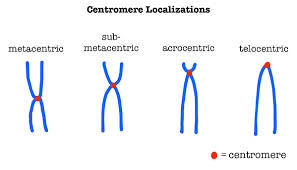 Centromere Localizations
metacentric
sub-
metacentric
acrocentric
telocentric
= centromere